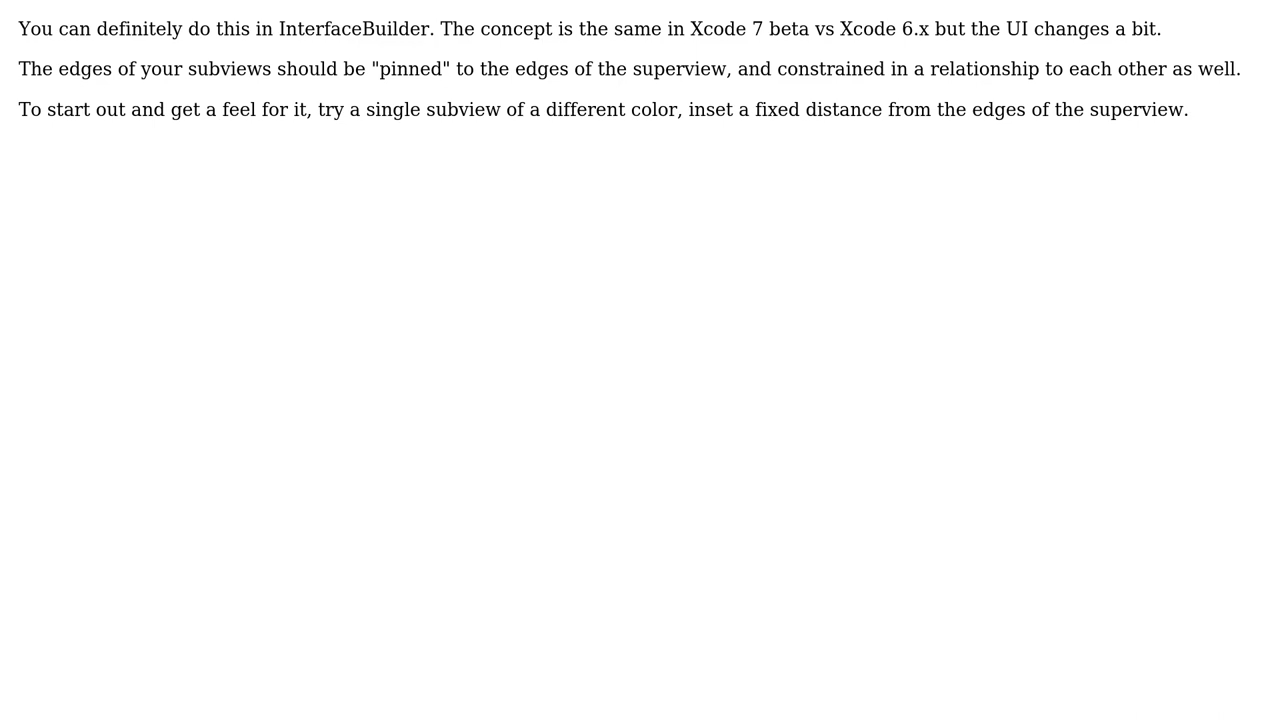 You can definitely do this in InterfaceBuilder. The concept is the same in Xcode 7 beta vs Xcode 6.x but the UI changes a bit.
The edges of your subviews should be "pinned" to the edges of the superview, and constrained in a relationship to each other as well.
To start out and get a feel for it, try a single subview of a different color, inset a fixed distance from the edges of the superview.